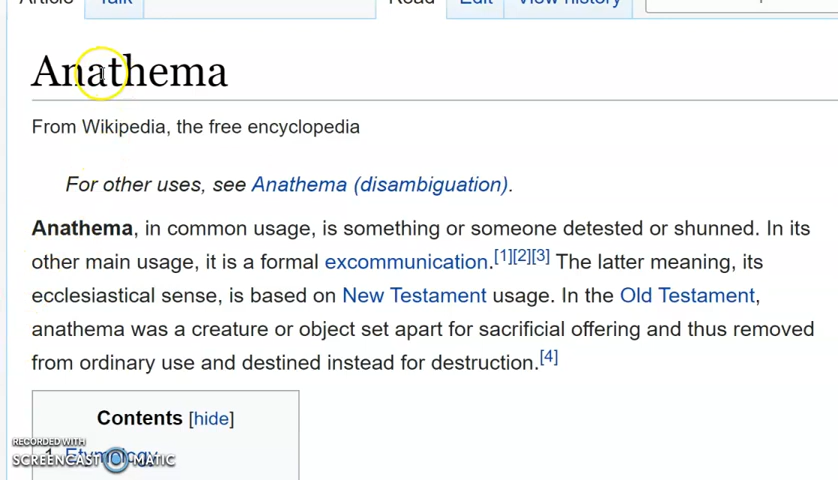 Article Talk Read Edit View history
Anathema
From Wikipedia, the free encyclopedia
For other uses, see Anathema (disambiguation).
Anathema, in common usage, is something or someone detested or shunned. In its
other main usage, it is a formal excommunication.[1][2][3] The latter meaning, its
ecclesiastical sense, is based on New Testament usage. In the Old Testament,
anathema was a creature or object set apart for sacrificial offering and thus removed
from ordinary use and destined instead for destruction.[4]
Contents [hide]
1 Etymology
RECORDED WITH
SCREENCAST-O-MATIC